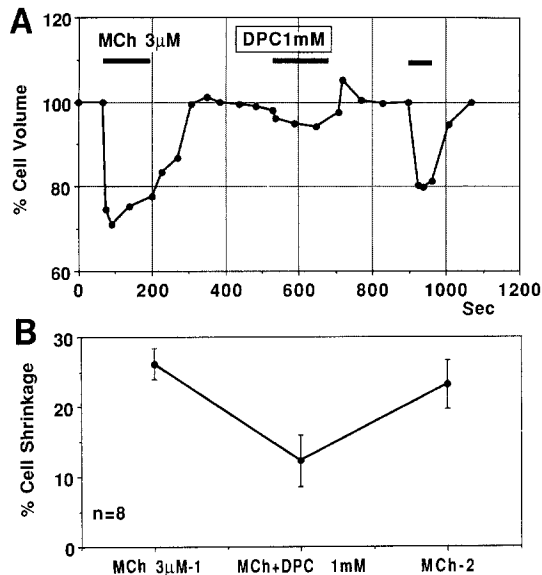 A
120
MCh 3μM
DPC1mM
100
80
60
% Cell Volume
0 200 400 600 800 1000 1200
Sec
B
30
20
10
0
% Cell Shrinkage
n=8
MCh 3μM-1 MCh+DPC 1mM MCh-2